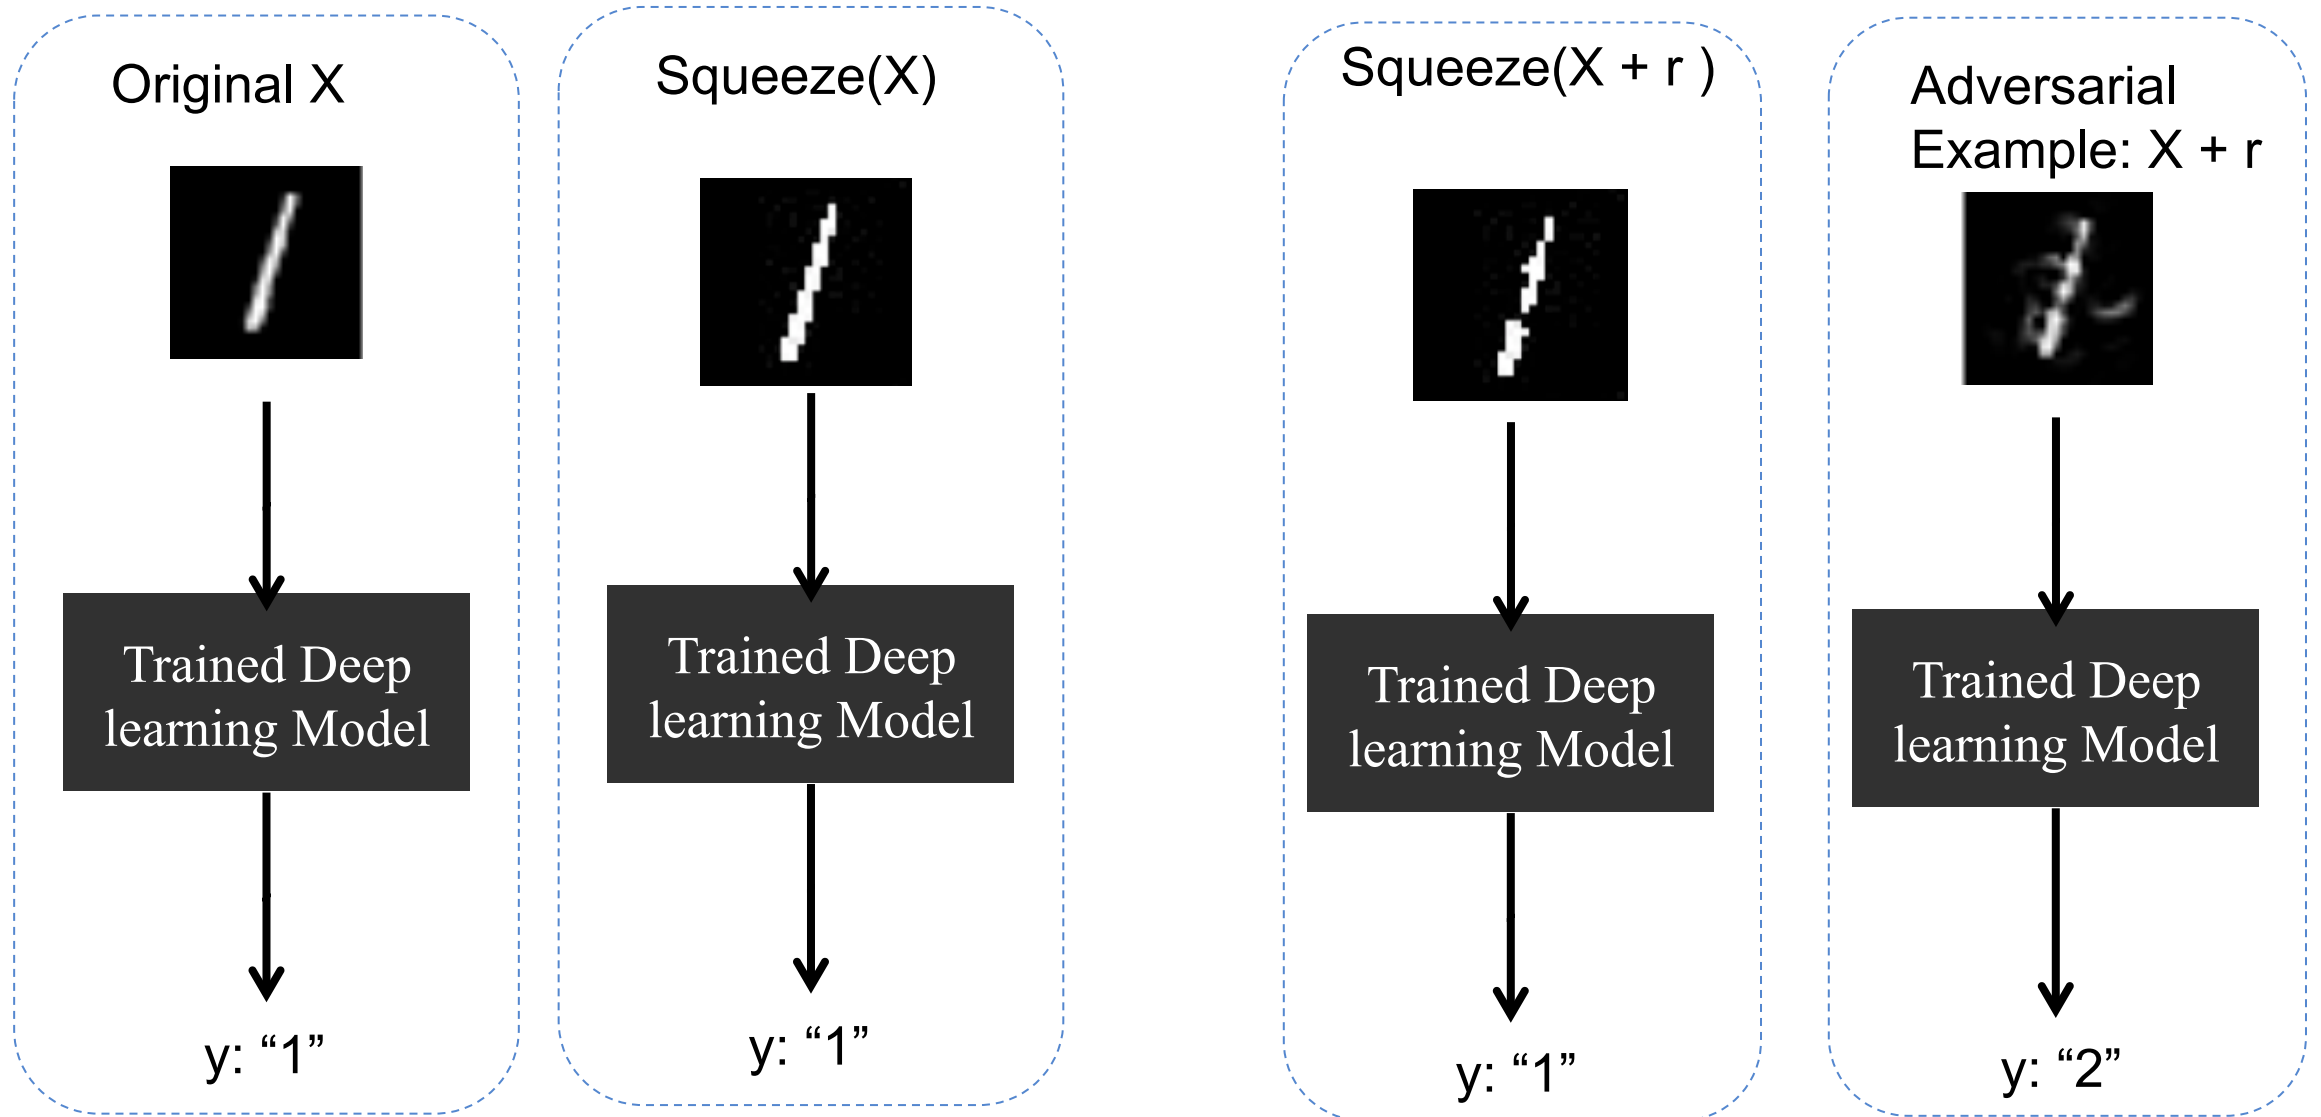 Original X
Trained Deep
learning Model
y: “1”
Squeeze(X)
Trained Deep
learning Model
y: “1”
Squeeze(X + r )
Trained Deep
learning Model
y: “1”
Adversarial
Example: X + r
Trained Deep
learning Model
y: “2”